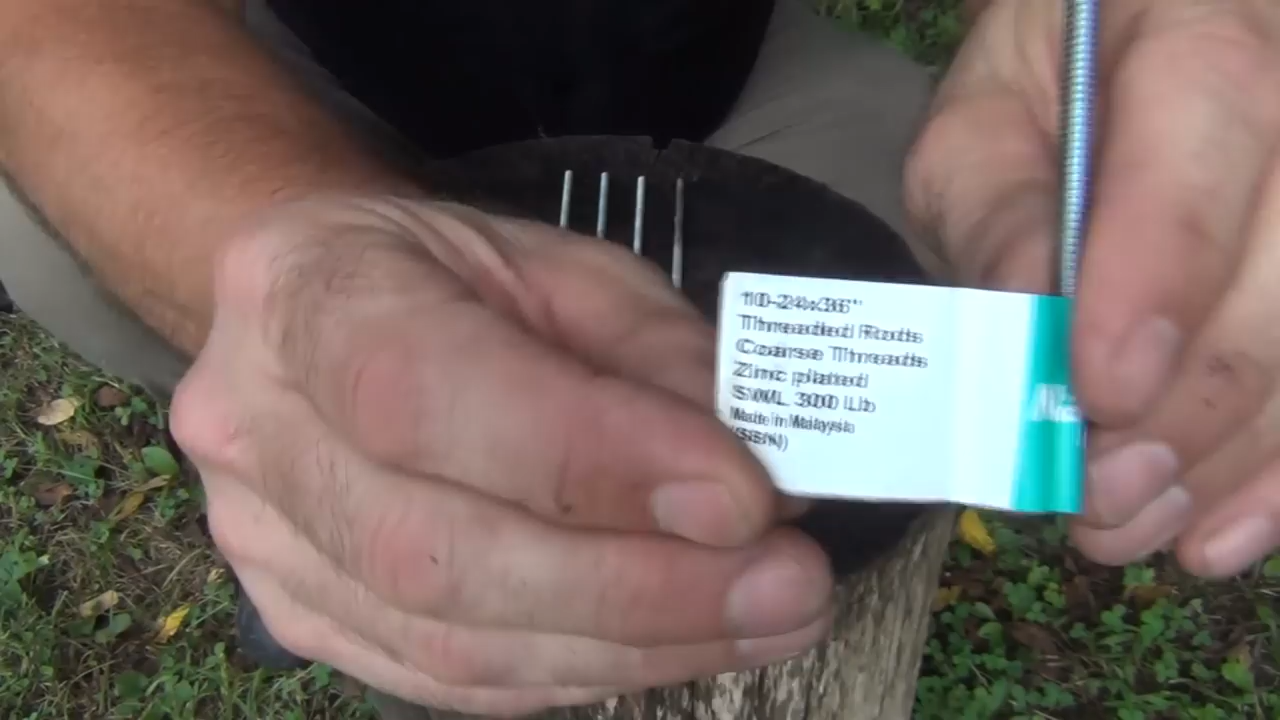 10-24x36"
Threaded Rods
Coarse Threads
Zinc plated
SWL 300 Lb
Made in Malaysia